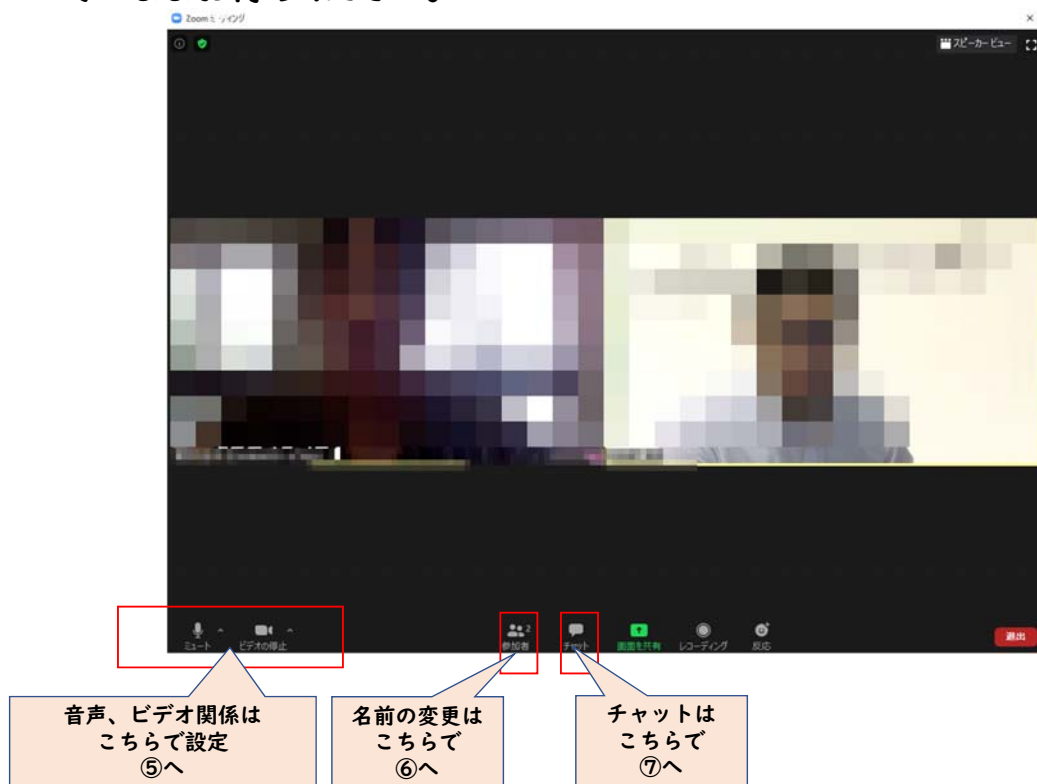 Zoom ミーティング
スピーカー ビュー
ミュート
ビデオの停止
2
参加者
チャット
画面を共有
レコーディング
反応
退出
音声、ビデオ関係は
こちらで設定
⑤へ
名前の変更は
こちらで
⑥へ
チャットは
こちらで
⑦へ